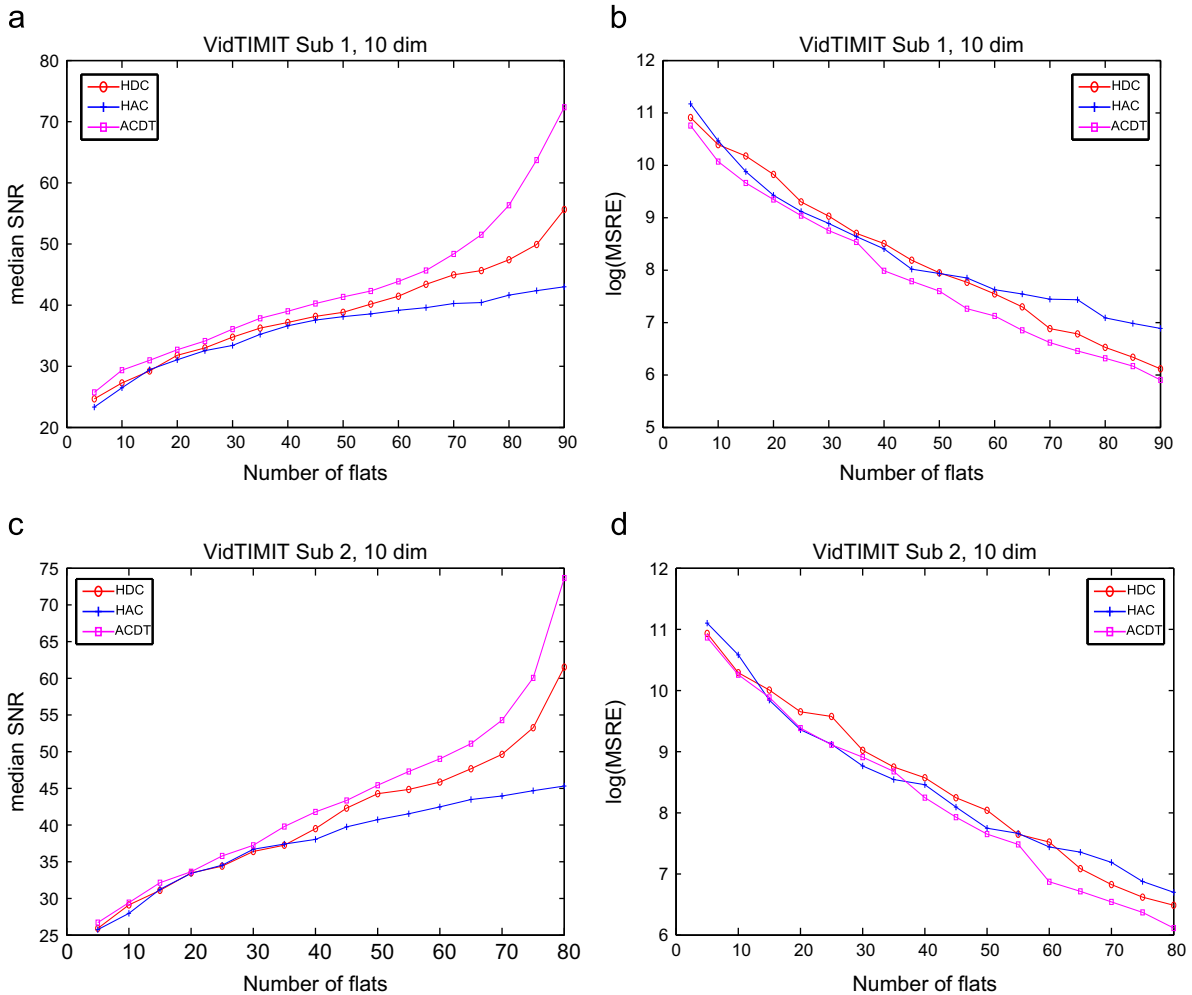 a
VidTIMIT Sub 1, 10 dim
80
70
60
50
40
30
20
median SNR
HDC
HAC
ACDT
0 10 20 30 40 50 60 70 80 90
Number of flats
b
VidTIMIT Sub 1, 10 dim
12
11
10
9
8
7
6
5
log(MSRE)
HDC
HAC
ACDT
0 10 20 30 40 50 60 70 80 90
Number of flats
c
VidTIMIT Sub 2, 10 dim
75
70
65
60
55
50
45
40
35
30
25
median SNR
HDC
HAC
ACDT
0 10 20 30 40 50 60 70 80
Number of flats
d
VidTIMIT Sub 2, 10 dim
12
11
10
9
8
7
6
log(MSRE)
HDC
HAC
ACDT
0 10 20 30 40 50 60 70 80
Number of flats